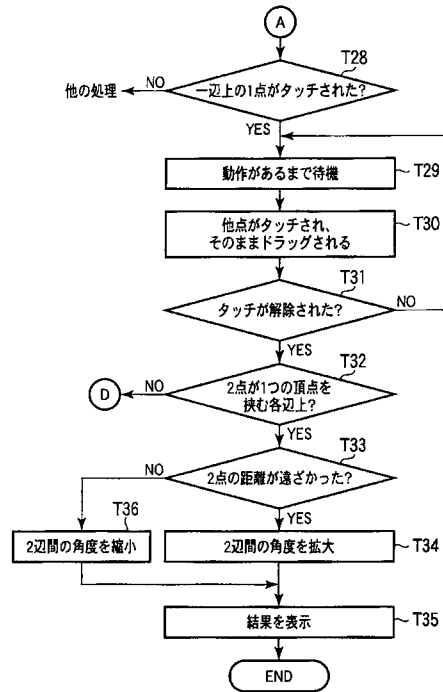 A
T28
一辺上の1点がタッチされた?
NO
他の処理
YES
動作があるまで待機
T29
他点がタッチされ、
そのままドラッグされる
T30
T31
タッチが解除された?
NO
YES
T32
2点が1つの頂点を
挟む各辺上?
NO
D
YES
T33
2点の距離が遠ざかった?
NO
YES
T36
2辺間の角度を縮小
2辺間の角度を拡大
T34
結果を表示
T35
END